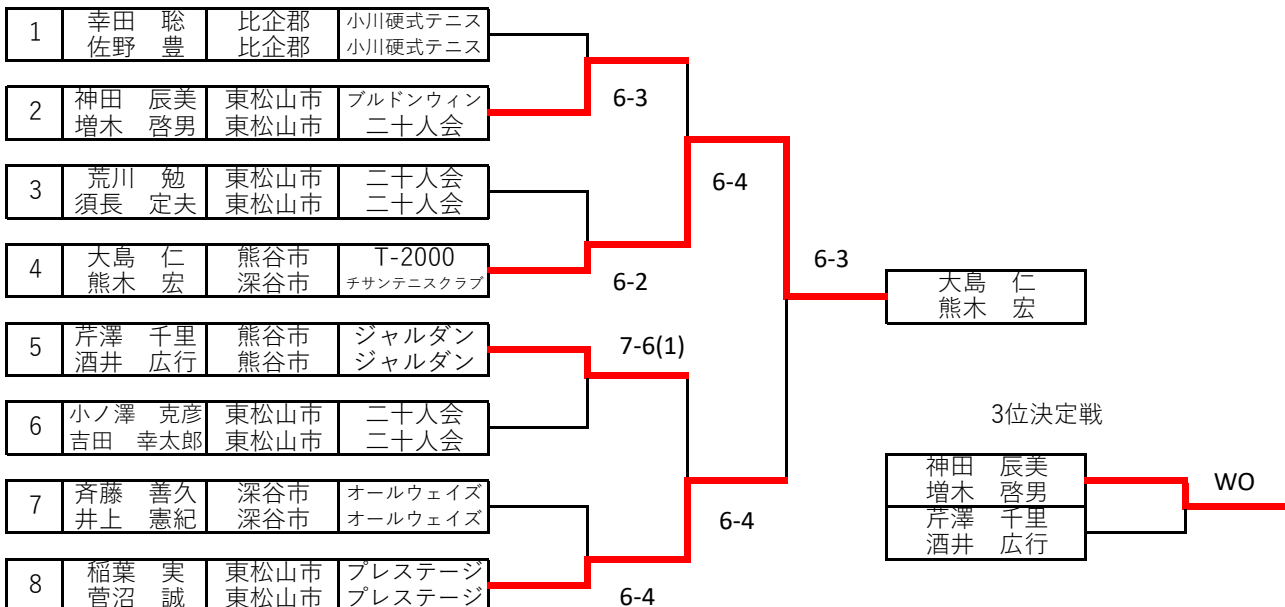 1 幸田　聡 比企郡 小川硬式テニス
佐野　豊 比企郡 小川硬式テニス
6-3
2 神田　辰美 東松山市 ブルドンウィン
増木　啓男 東松山市 二十人会
6-4
3 荒川　勉 東松山市 二十人会
須長　定夫 東松山市 二十人会
4 大島　仁 熊谷市 T-2000
熊木　宏 深谷市 チサンテニスクラブ
6-2
6-3
大島　仁
熊木　宏
5 芹澤　千里 熊谷市 ジャルダン
酒井　広行 熊谷市 ジャルダン
7-6(1)
6 小ノ澤　克彦 東松山市 二十人会
吉田　幸太郎 東松山市 二十人会
7 斉藤　善久 深谷市 オールウェイズ
井上　憲紀 深谷市 オールウェイズ
6-4
8 稲葉　実 東松山市 プレステージ
菅沼　誠 東松山市 プレステージ
6-4
3位決定戦
神田　辰美
増木　啓男
芹澤　千里
酒井　広行
WO